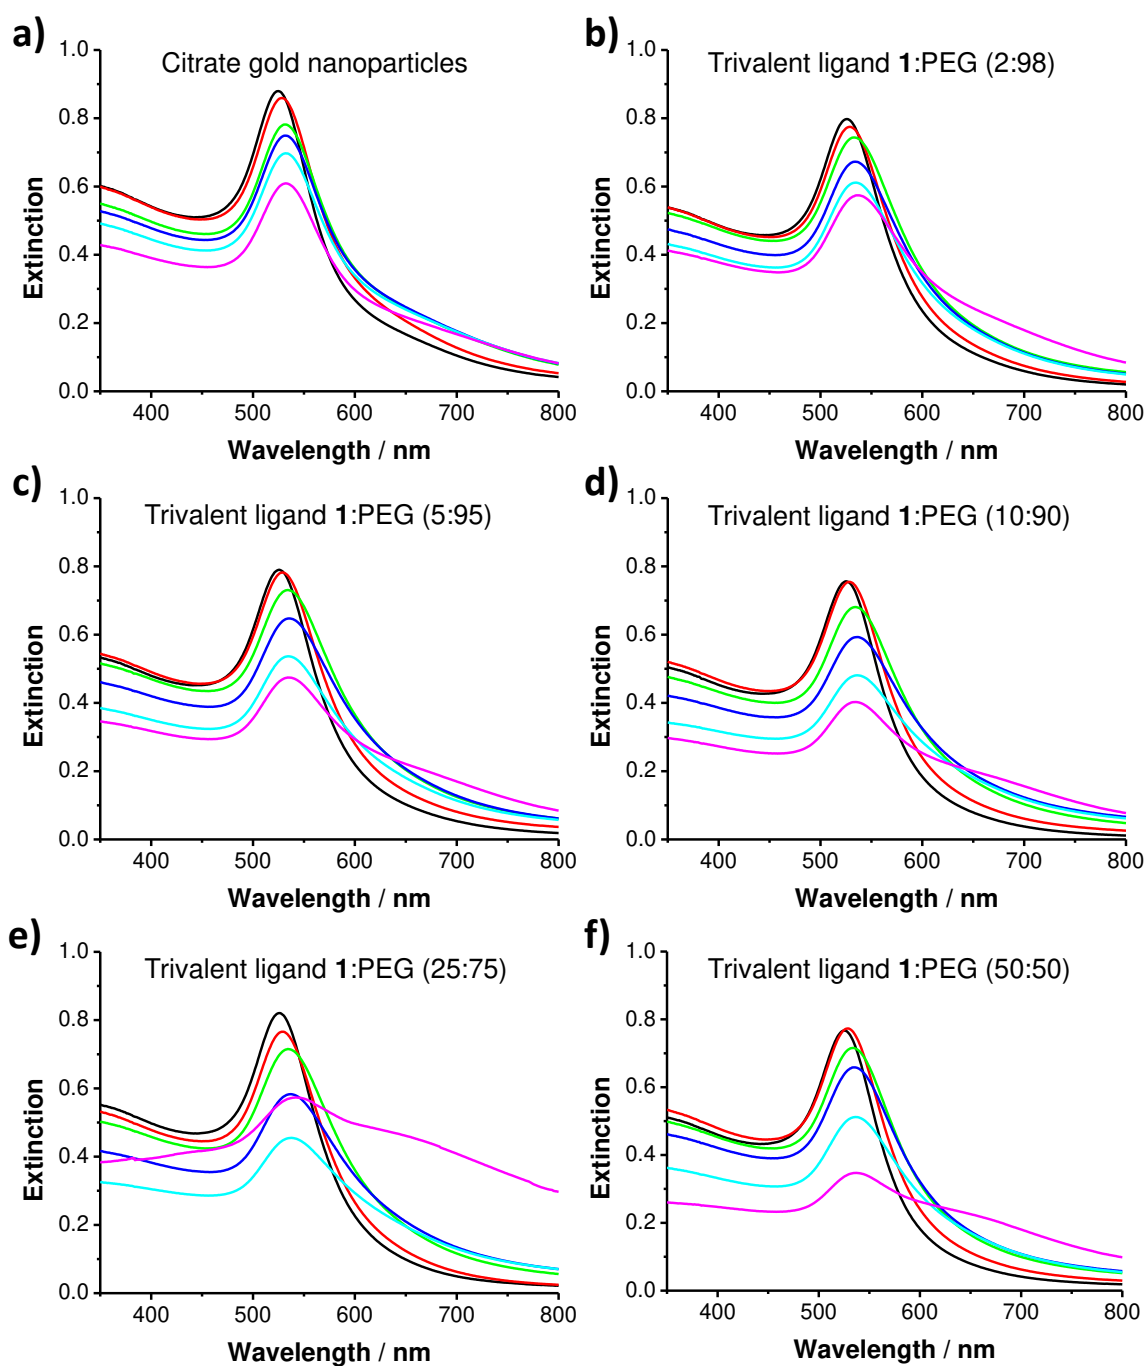 a)
Citrate gold nanoparticles
1.0
0.8
0.6
0.4
0.2
0.0
Extinction
400 500 600 700 800
Wavelength / nm
b)
Trivalent ligand 1:PEG (2:98)
1.0
0.8
0.6
0.4
0.2
0.0
Extinction
400 500 600 700 800
Wavelength / nm
c)
Trivalent ligand 1:PEG (5:95)
1.0
0.8
0.6
0.4
0.2
0.0
Extinction
400 500 600 700 800
Wavelength / nm
d)
Trivalent ligand 1:PEG (10:90)
1.0
0.8
0.6
0.4
0.2
0.0
Extinction
400 500 600 700 800
Wavelength / nm
e)
Trivalent ligand 1:PEG (25:75)
1.0
0.8
0.6
0.4
0.2
0.0
Extinction
400 500 600 700 800
Wavelength / nm
f)
Trivalent ligand 1:PEG (50:50)
1.0
0.8
0.6
0.4
0.2
0.0
Extinction
400 500 600 700 800
Wavelength / nm